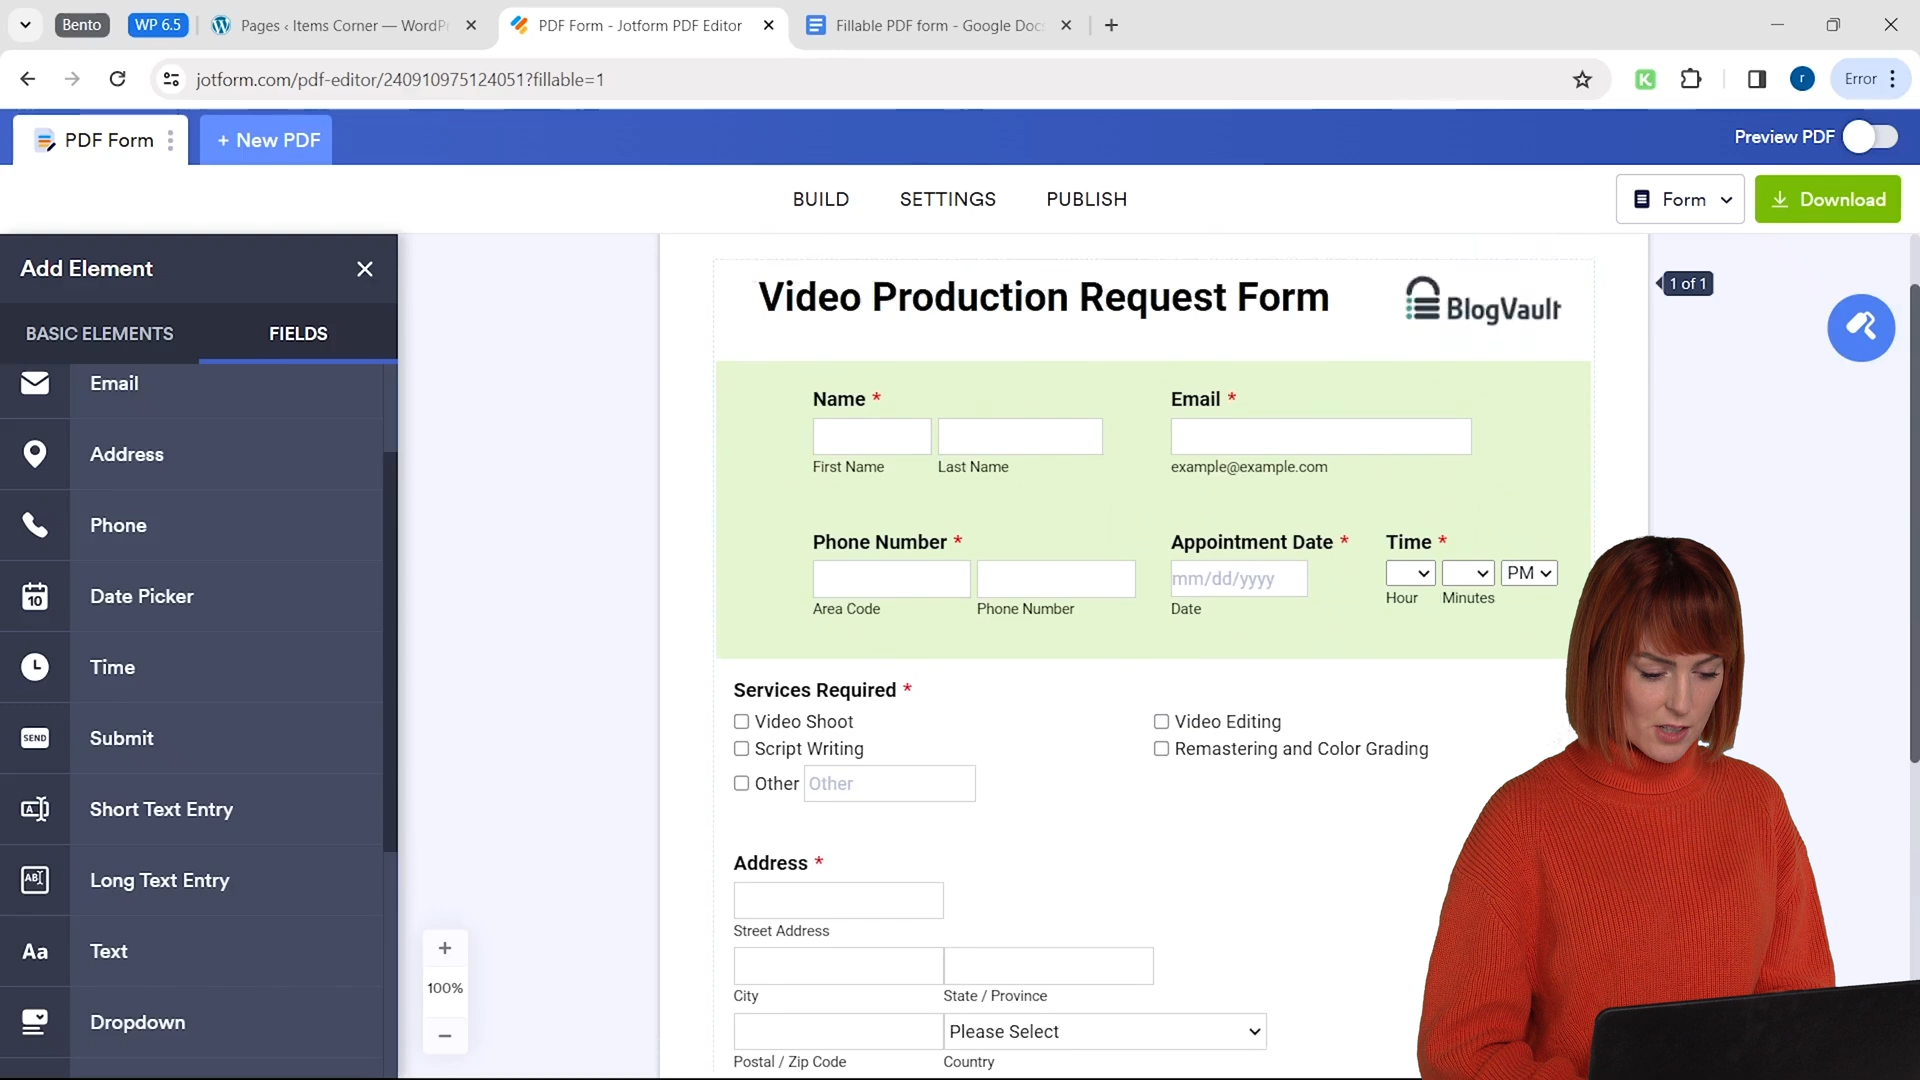 Bento
WP 6.5
Pages ‹ Items Corner — WordPr
PDF Form - Jotform PDF Editor
Fillable PDF form - Google Docs
jotform.com/pdf-editor/240910975124051?fillable=1
K
r
Error
PDF Form
+ New PDF
Preview PDF
BUILD
SETTINGS
PUBLISH
Form
Download
Add Element
BASIC ELEMENTS
FIELDS
Email
Address
Phone
10
Date Picker
Time
SEND
Submit
Short Text Entry
Long Text Entry
Aa
Text
Dropdown
+
100%
−
1 of 1
Video Production Request Form
BlogVault
Name *
Email *
First Name
Last Name
example@example.com
Phone Number *
Appointment Date *
Time *
mm/dd/yyyy
PM
Area Code
Phone Number
Date
Hour
Minutes
Services Required *
Video Shoot
Video Editing
Script Writing
Remastering and Color Grading
Other
Other
Address *
Street Address
City
State / Province
Please Select
Postal / Zip Code
Country